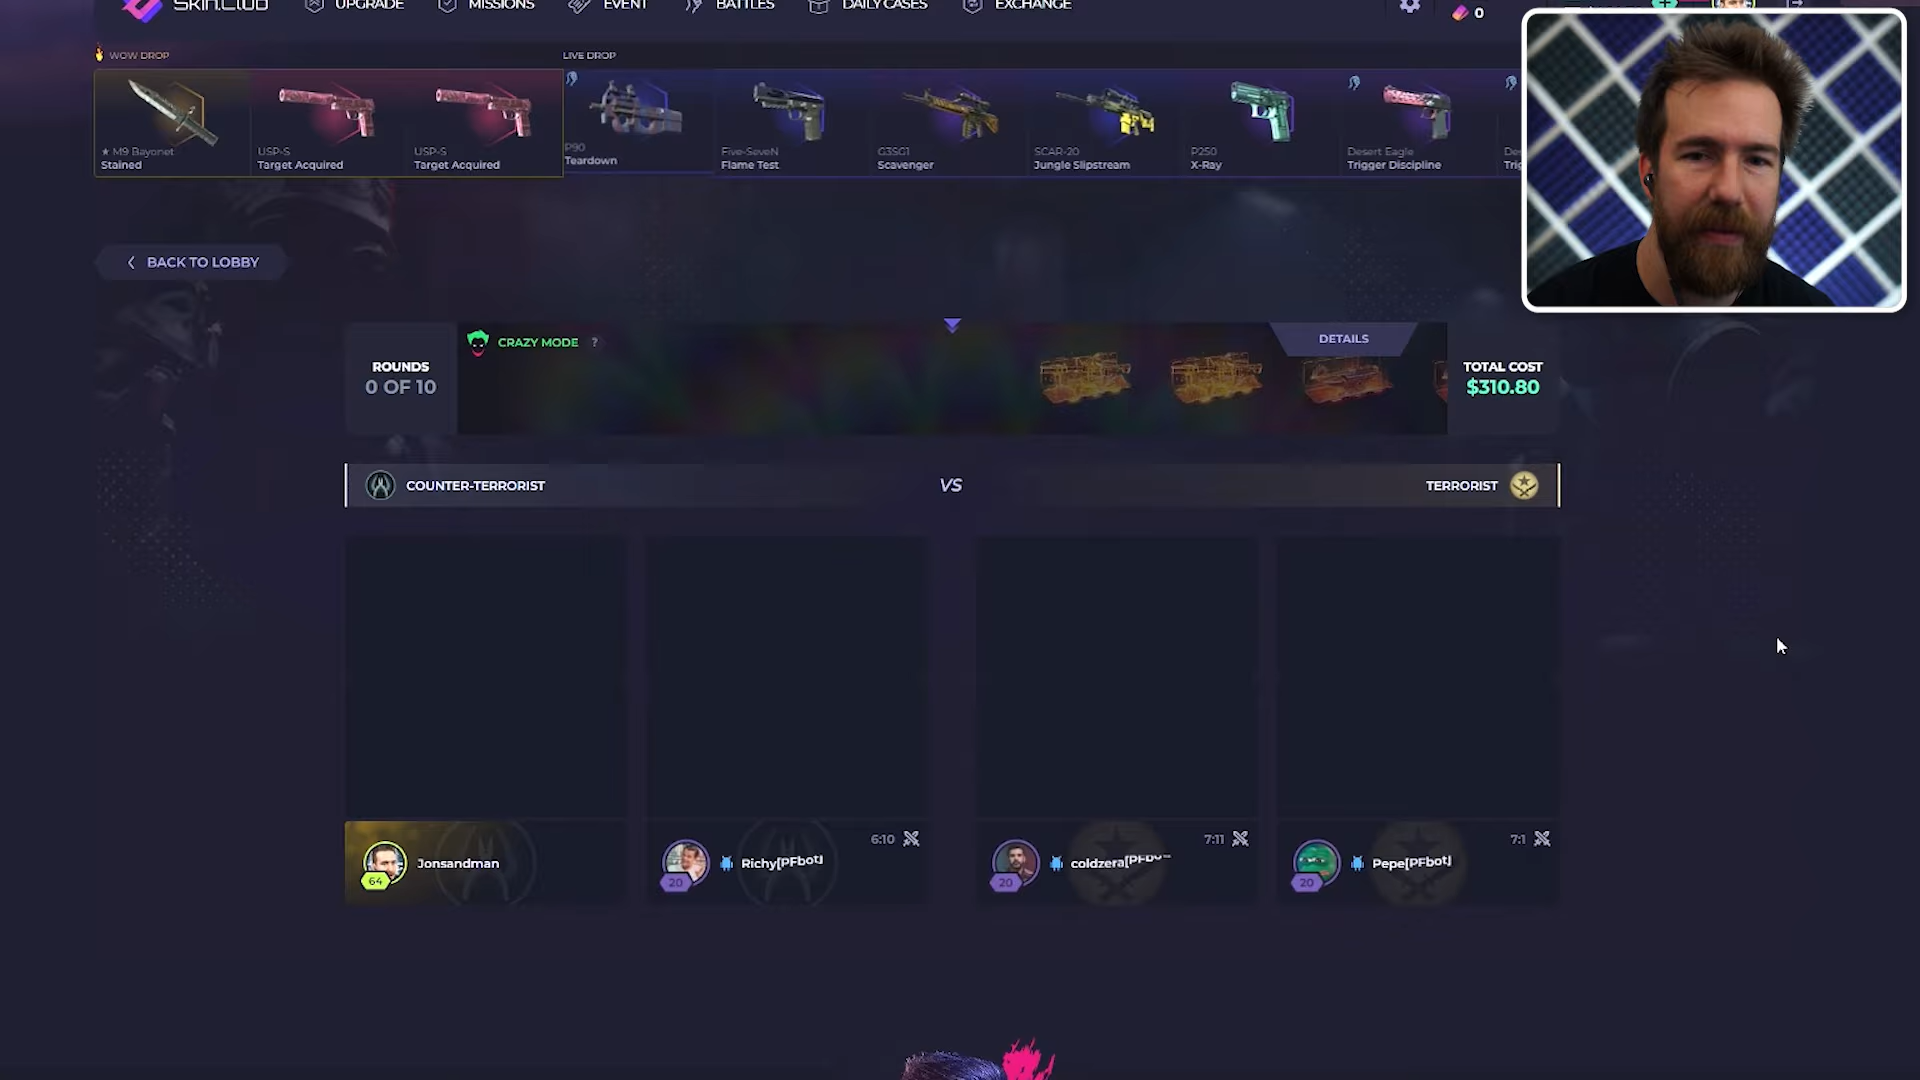 SKIN.CLUB UPGRADE MISSIONS EVENT BATTLES DAILY CASES EXCHANGE 0
WOW DROP LIVE DROP
★ M9 Bayonet
Stained
USP-S
Target Acquired
USP-S
Target Acquired
P90
Teardown
Five-SeveN
Flame Test
G3SG1
Scavenger
SCAR-20
Jungle Slipstream
P250
X-Ray
Desert Eagle
Trigger Discipline
BACK TO LOBBY
ROUNDS
0 OF 10
CRAZY MODE ?
DETAILS
TOTAL COST
$310.80
COUNTER-TERRORIST VS TERRORIST
64 Jonsandman
6:10
20 Richy[PFbot]
7:11
20 coldzera
7:1
20 Pepe[PFbot]